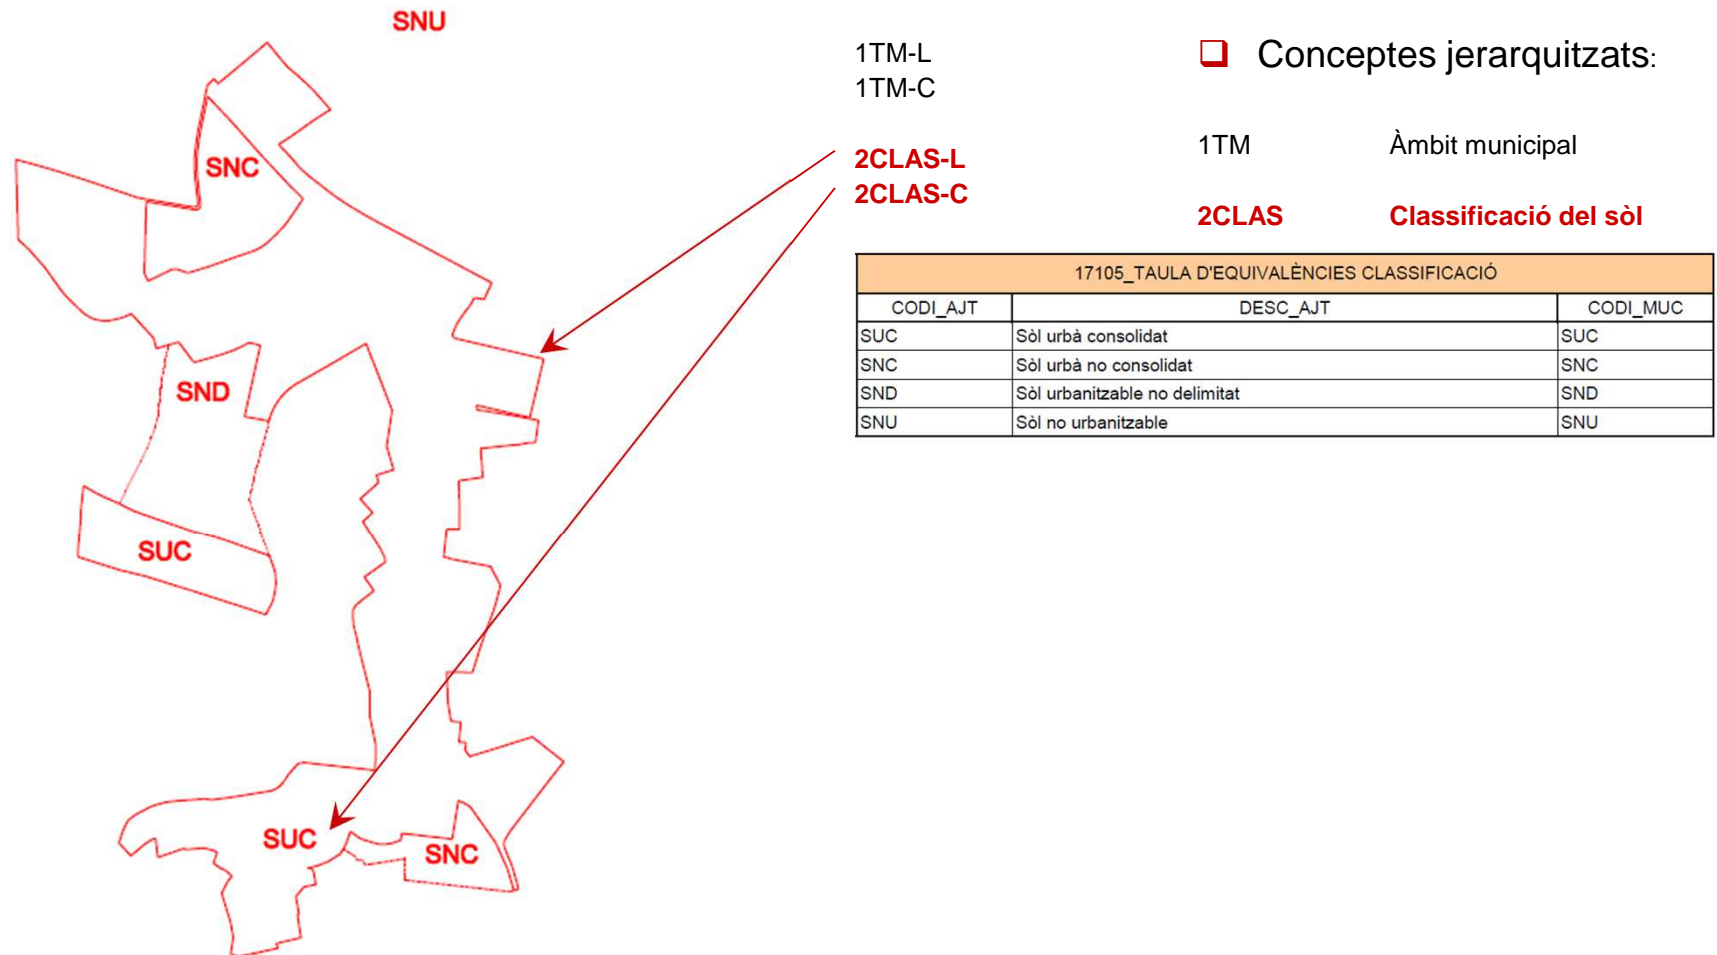 SNU
SNC
SND
SUC
SUC
SNC
1TM-L
1TM-C
2CLAS-L
2CLAS-C
Conceptes jerarquitzats:
1TM Àmbit municipal
2CLAS Classificació del sòl
17105_TAULA D'EQUIVALÈNCIES CLASSIFICACIÓ
CODI_AJT DESC_AJT CODI_MUC
SUC Sòl urbà consolidat SUC
SNC Sòl urbà no consolidat SNC
SND Sòl urbanitzable no delimitat SND
SNU Sòl no urbanitzable SNU